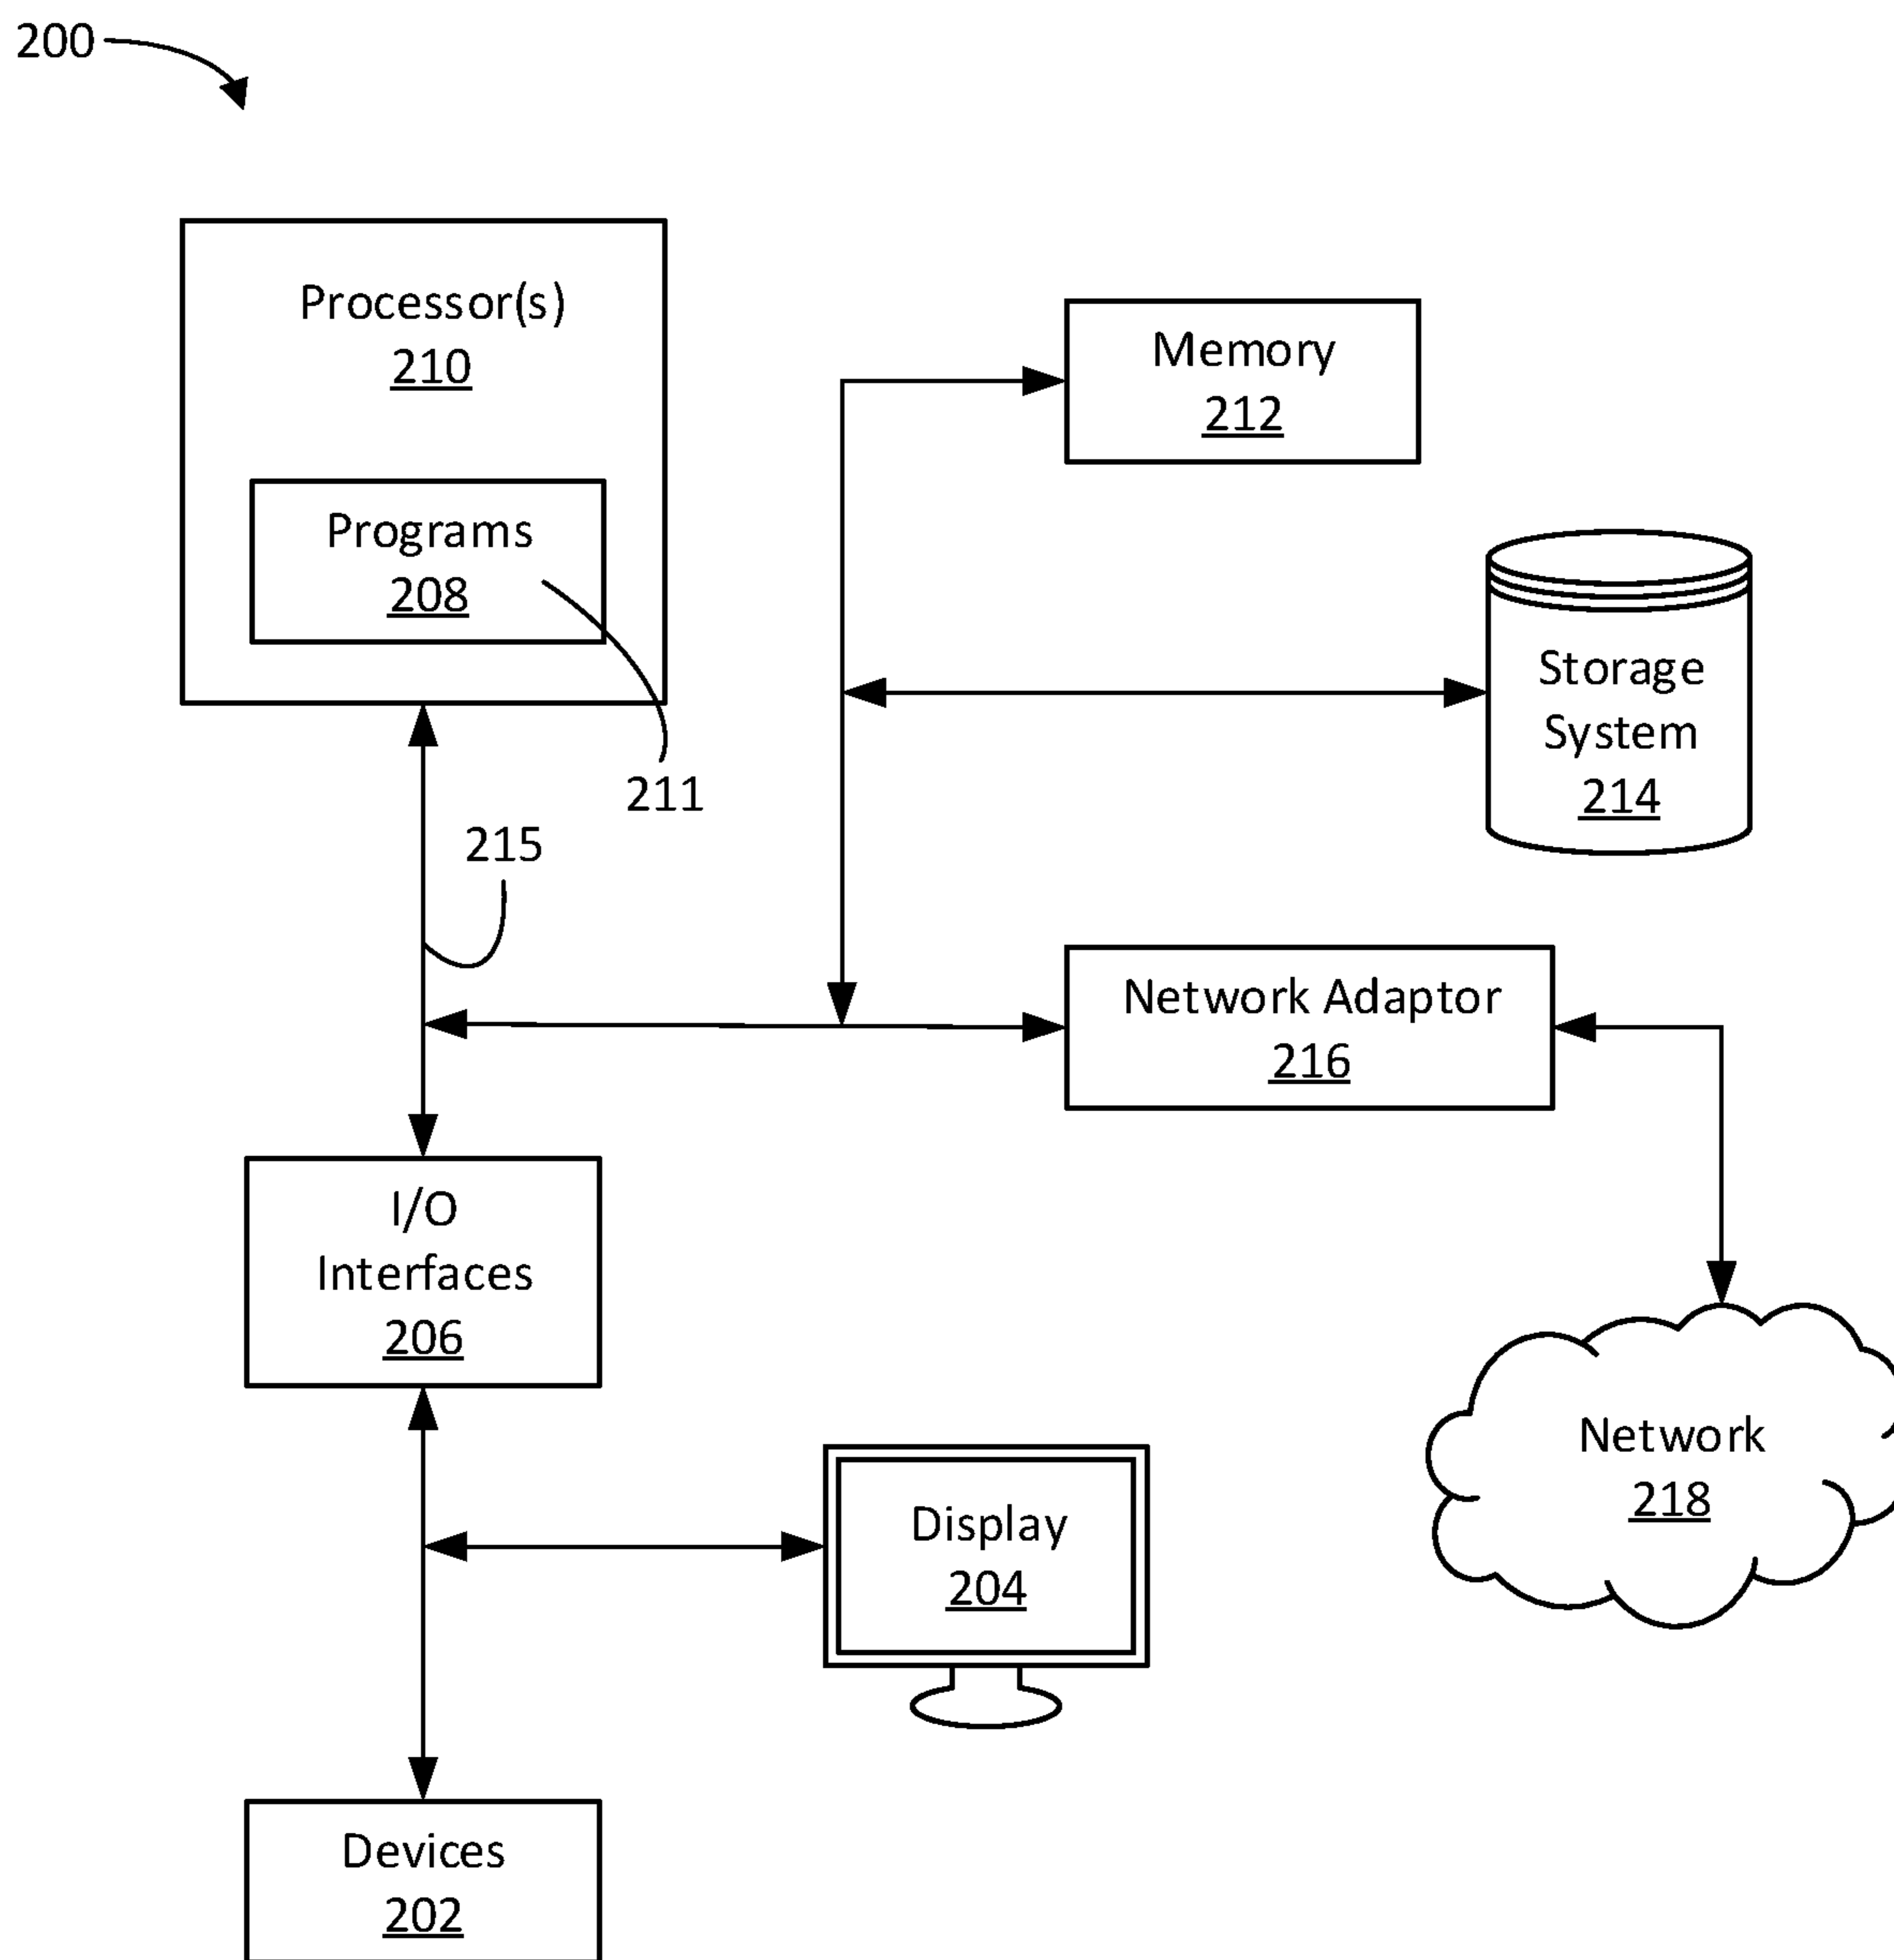 200
Processor(s)
210
Programs
208
211
215
Memory
212
Storage
System
214
Network Adaptor
216
I/O
Interfaces
206
Display
204
Network
218
Devices
202